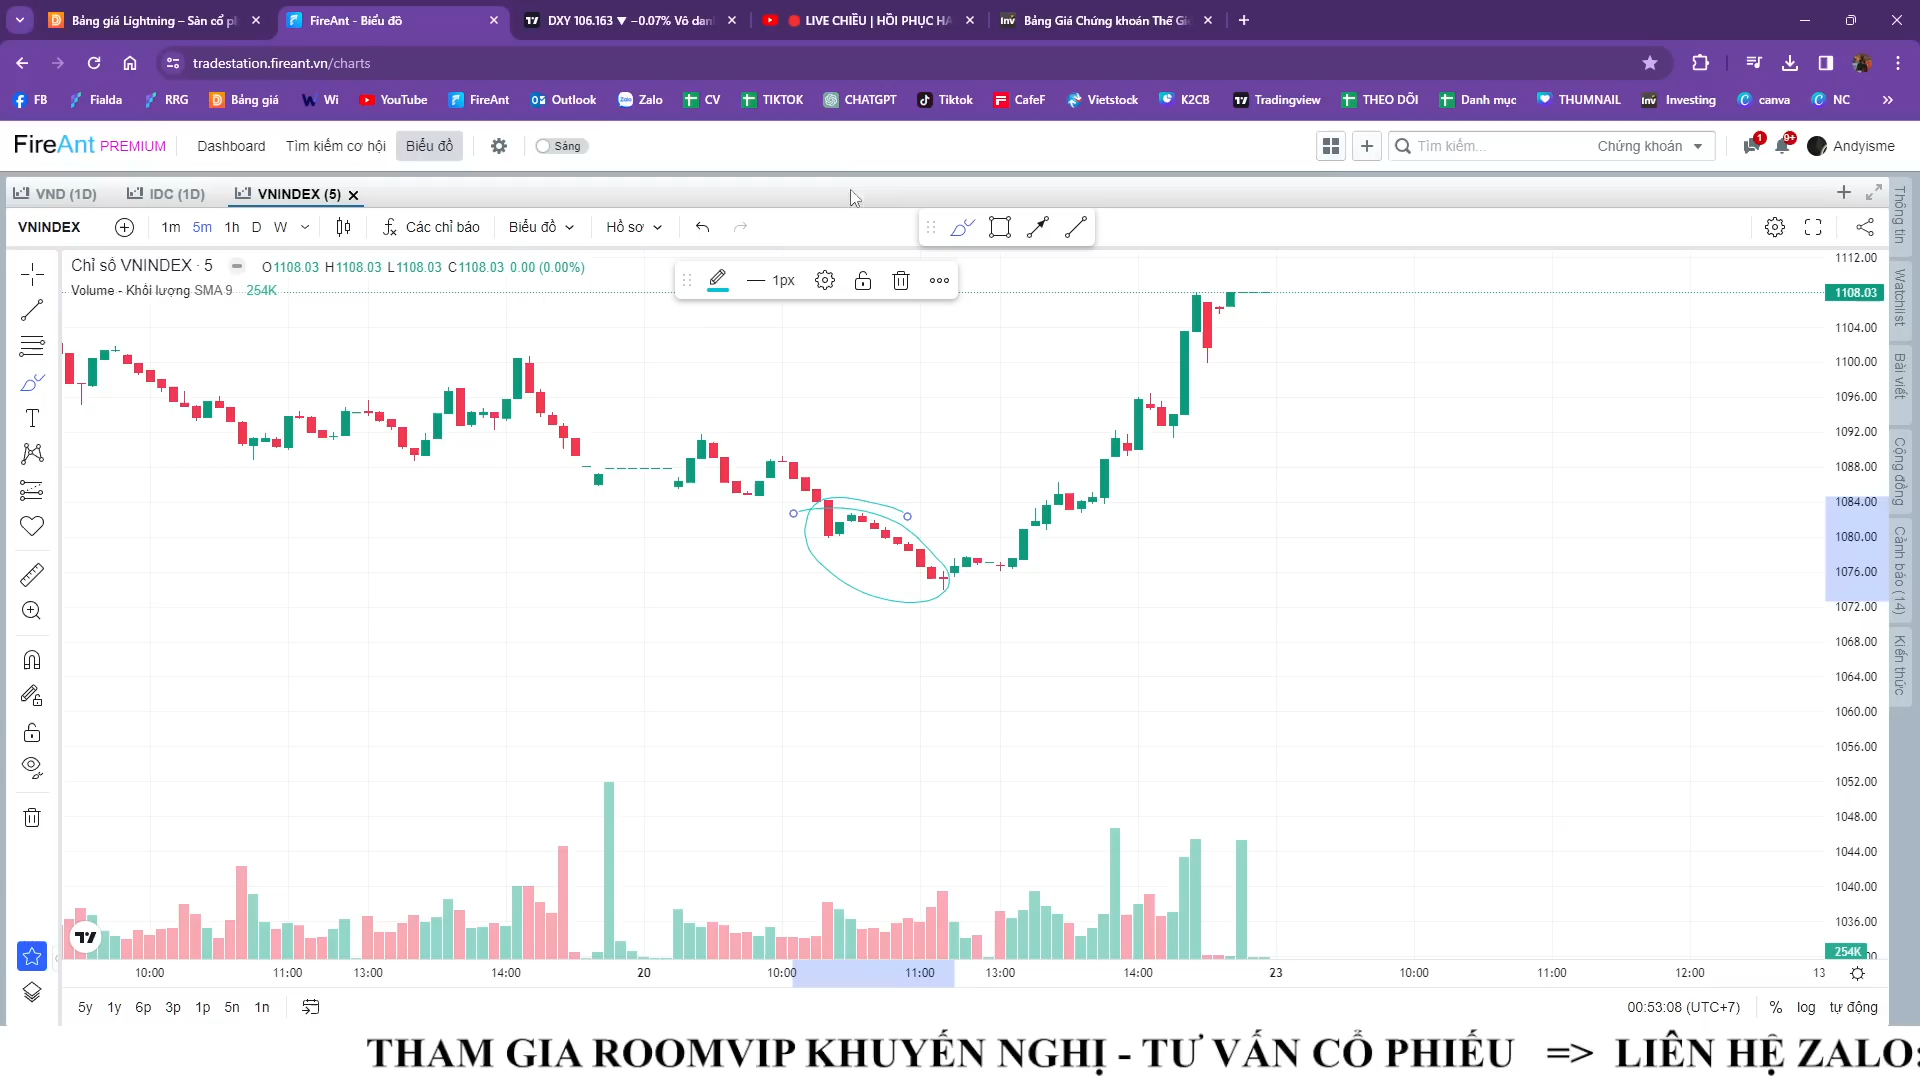 Bảng giá Lightning – Sàn cổ ph
FireAnt - Biểu đồ
DXY 106.163 ▼ −0.07% Vô dan
LIVE CHIỀU | HỒI PHỤC HA
Bảng Giá Chứng khoán Thế Giớ
tradestation.fireant.vn/charts
FB Fialda RRG Bảng giá Wi YouTube FireAnt Outlook Zalo CV TIKTOK CHATGPT Tiktok CafeF Vietstock K2CB Tradingview THEO DÕI Danh mục THUMNAIL Investing canva NC
FireAnt PREMIUM Dashboard Tìm kiếm cơ hội Biểu đồ Sáng Tìm kiếm... Chứng khoán 1 9+ Andyisme
VND (1D) IDC (1D) VNINDEX (5)
VNINDEX 1m 5m 1h D W Các chỉ báo Biểu đồ Hồ sơ
Chỉ số VNINDEX · 5 O1108.03 H1108.03 L1108.03 C1108.03 0.00 (0.00%)
1px
Volume - Khối lượng SMA 9 254K
1112.00
1108.03
1104.00
1100.00
1096.00
1092.00
1088.00
1084.00
1080.00
1076.00
1072.00
1068.00
1064.00
1060.00
1056.00
1052.00
1048.00
1044.00
1040.00
1036.00
254K
Thông tin
Watchlist
Bài viết
Cộng đồng
Cảnh báo (14)
Kiến thức
10:00 11:00 13:00 14:00 20 10:00 11:00 13:00 14:00 23 10:00 11:00 12:00 13
5y 1y 6p 3p 1p 5n 1n 00:53:08 (UTC+7) % log tự động
THAM GIA ROOMVIP KHUYẾN NGHỊ - TƯ VẤN CỔ PHIẾU => LIÊN HỆ ZALO: